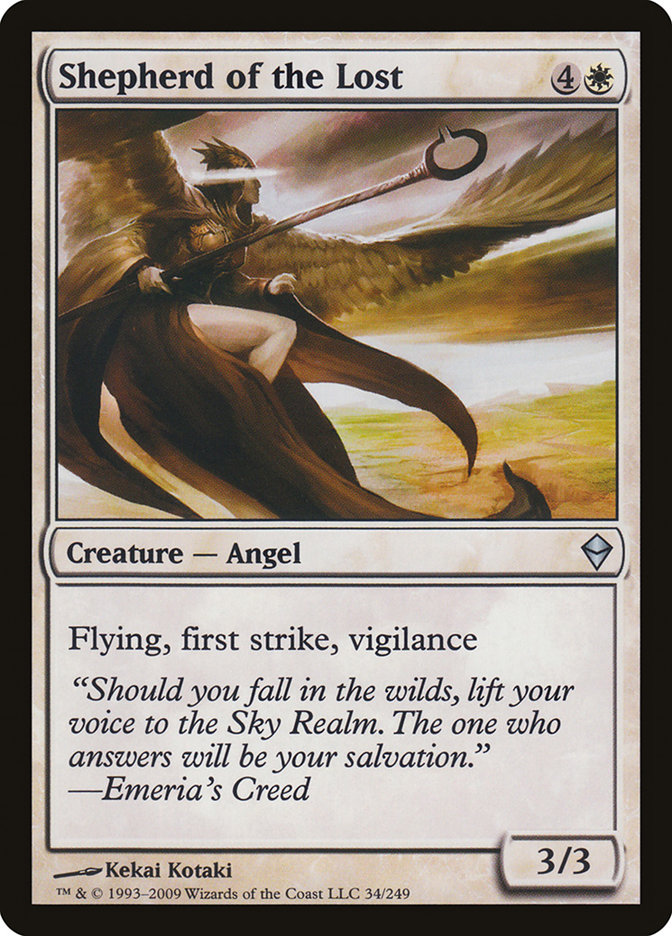 Shepherd of the Lost 4
Creature — Angel
Flying, first strike, vigilance
“Should you fall in the wilds, lift your
voice to the Sky Realm. The one who
answers will be your salvation.”
—Emeria’s Creed
3/3
Kekai Kotaki
™ & © 1993–2009 Wizards of the Coast LLC 34/249